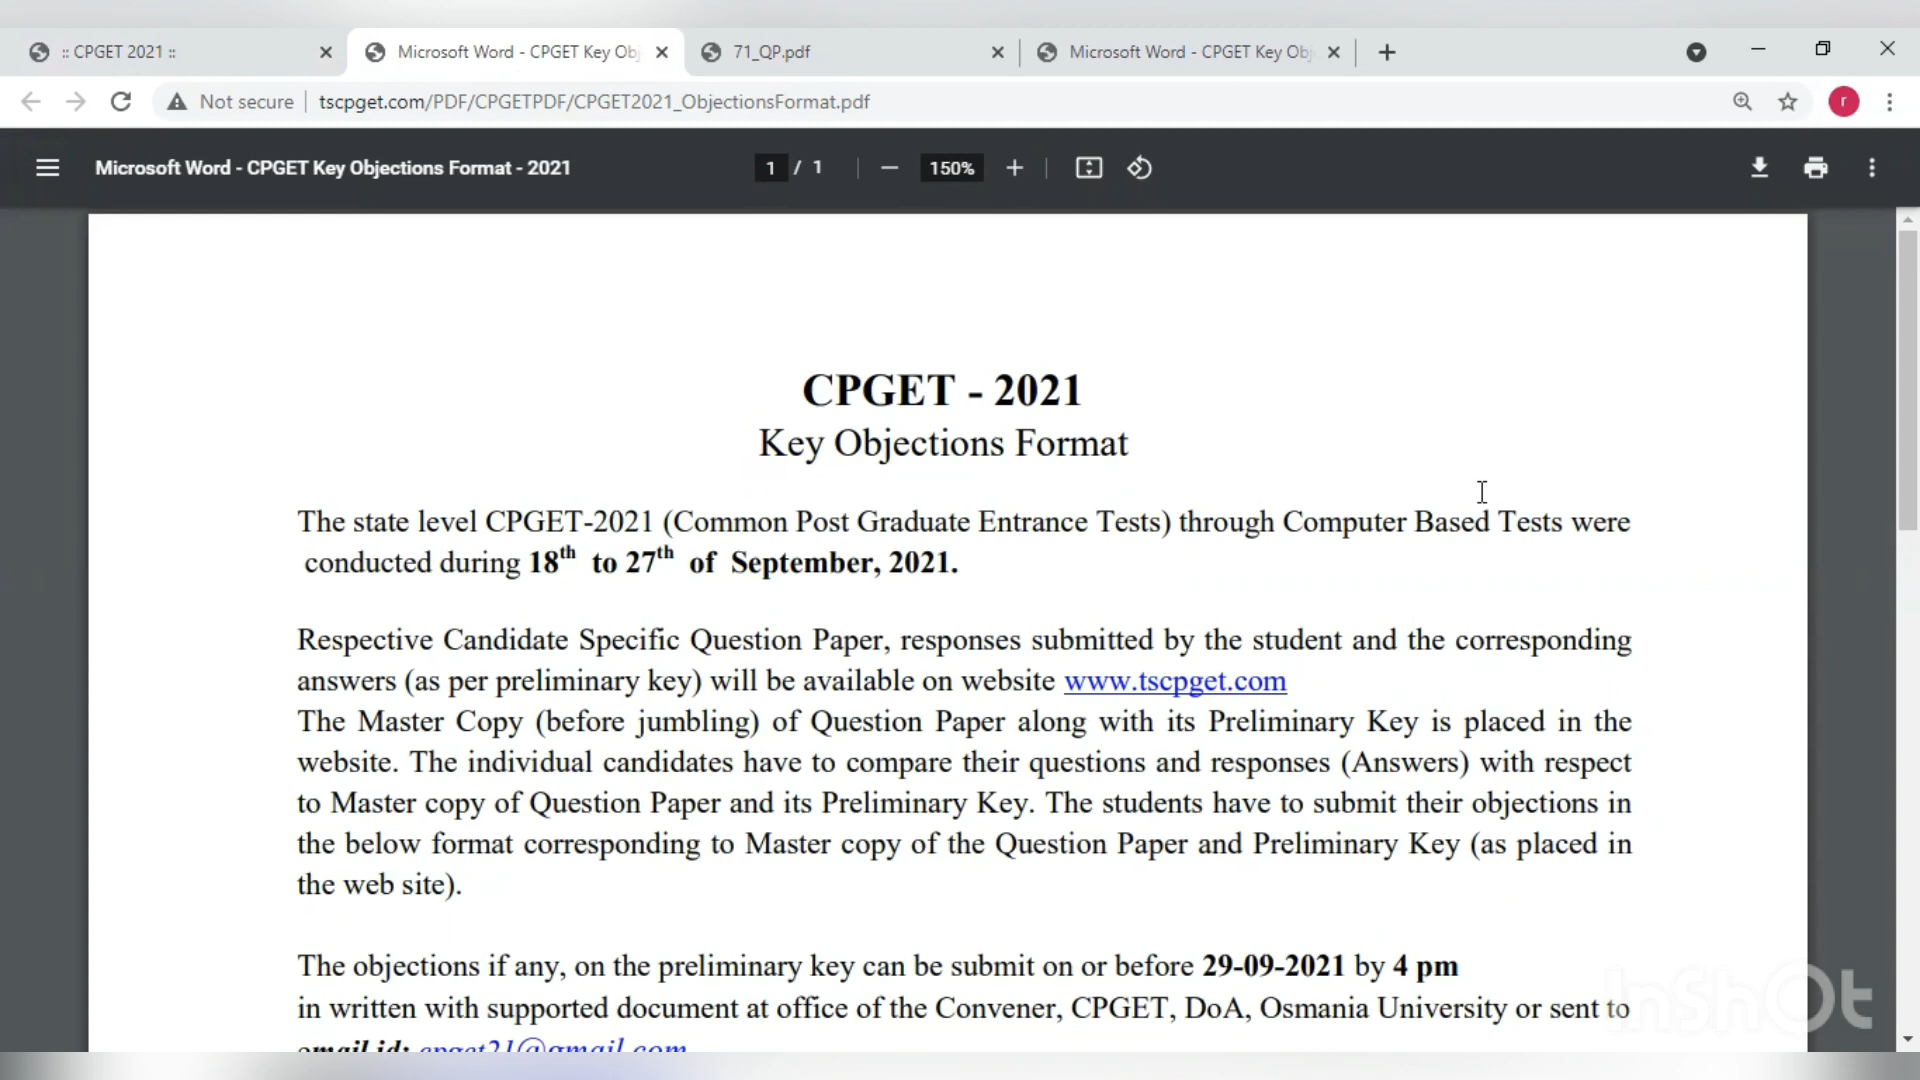 :: CPGET 2021 ::
Microsoft Word - CPGET Key Obj
71_QP.pdf
Microsoft Word - CPGET Key Obj
Not secure
tscpget.com/PDF/CPGETPDF/CPGET2021_ObjectionsFormat.pdf
r
Microsoft Word - CPGET Key Objections Format - 2021
1 / 1
150%
CPGET - 2021
Key Objections Format
The state level CPGET-2021 (Common Post Graduate Entrance Tests) through Computer Based Tests were
conducted during 18th to 27th of September, 2021.
Respective Candidate Specific Question Paper, responses submitted by the student and the corresponding
answers (as per preliminary key) will be available on website www.tscpget.com
The Master Copy (before jumbling) of Question Paper along with its Preliminary Key is placed in the
website. The individual candidates have to compare their questions and responses (Answers) with respect
to Master copy of Question Paper and its Preliminary Key. The students have to submit their objections in
the below format corresponding to Master copy of the Question Paper and Preliminary Key (as placed in
the web site).
The objections if any, on the preliminary key can be submit on or before 29-09-2021 by 4 pm
in written with supported document at office of the Convener, CPGET, DoA, Osmania University or sent to
email id: cpget21@gmail.com
InShOt